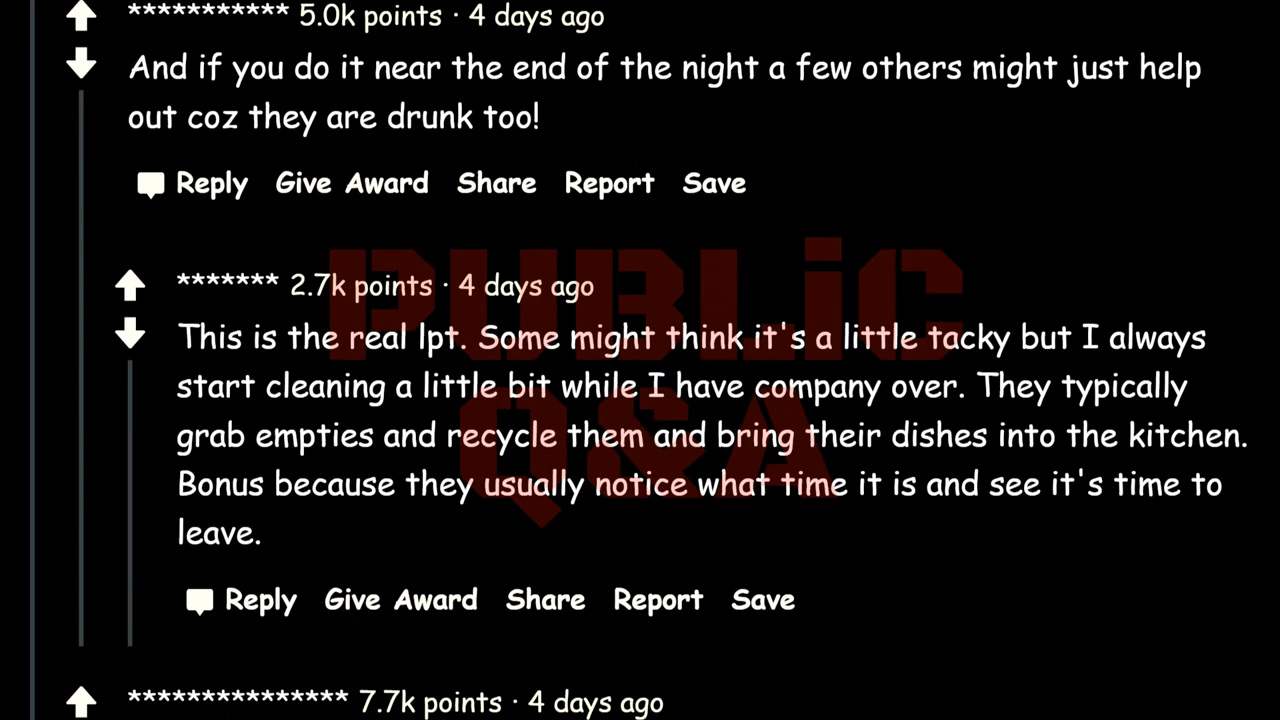 *********** 5.0k points · 4 days ago
And if you do it near the end of the night a few others might just help
out coz they are drunk too!
Reply Give Award Share Report Save
PUBLiC
Q&A
******* 2.7k points · 4 days ago
This is the real lpt. Some might think it's a little tacky but I always
start cleaning a little bit while I have company over. They typically
grab empties and recycle them and bring their dishes into the kitchen.
Bonus because they usually notice what time it is and see it's time to
leave.
Reply Give Award Share Report Save
*************** 7.7k points · 4 days ago